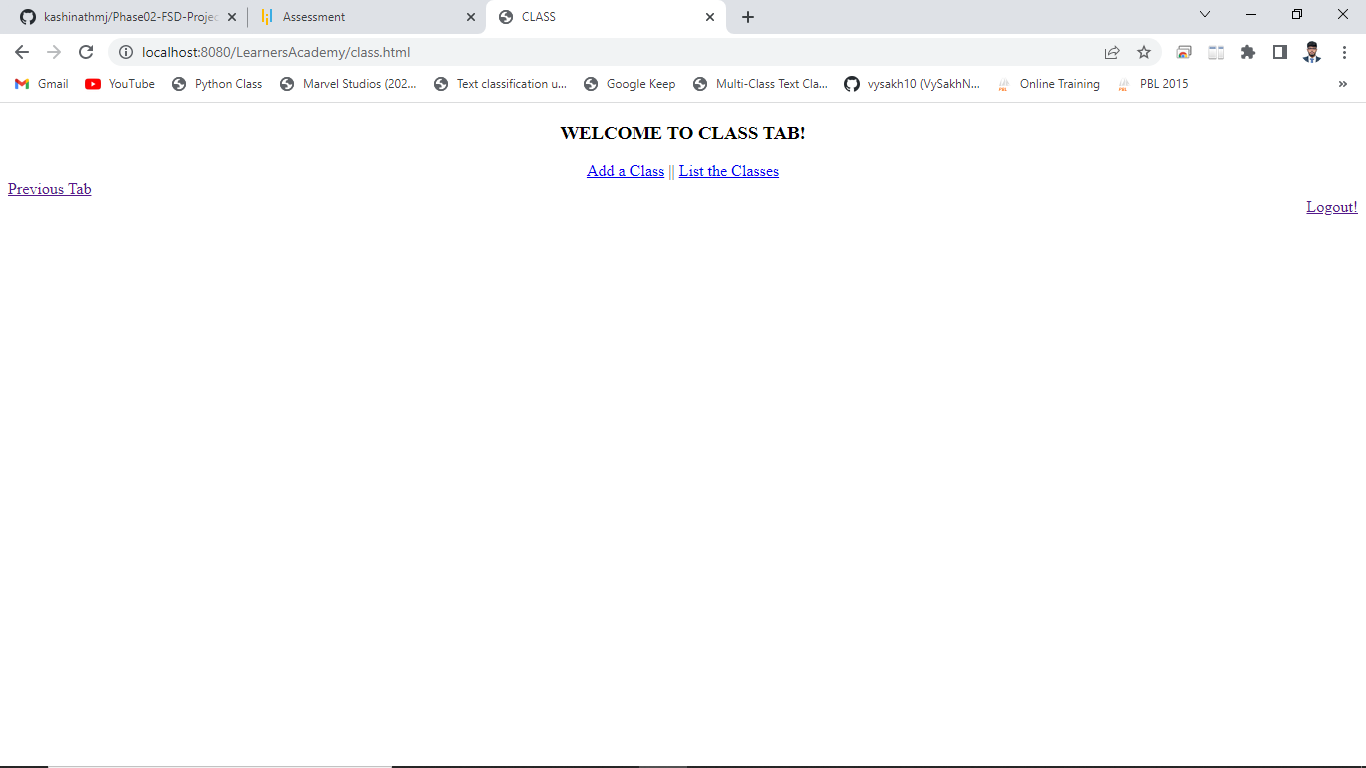 kashinathmj/Phase02-FSD-Projec
Assessment
CLASS
localhost:8080/LearnersAcademy/class.html
Gmail
YouTube
Python Class
Marvel Studios (202...
Text classification u...
Google Keep
Multi-Class Text Cla...
vysakh10 (VySakhN...
Online Training
PBL 2015
»
WELCOME TO CLASS TAB!
Add a Class || List the Classes
Previous Tab
Logout!